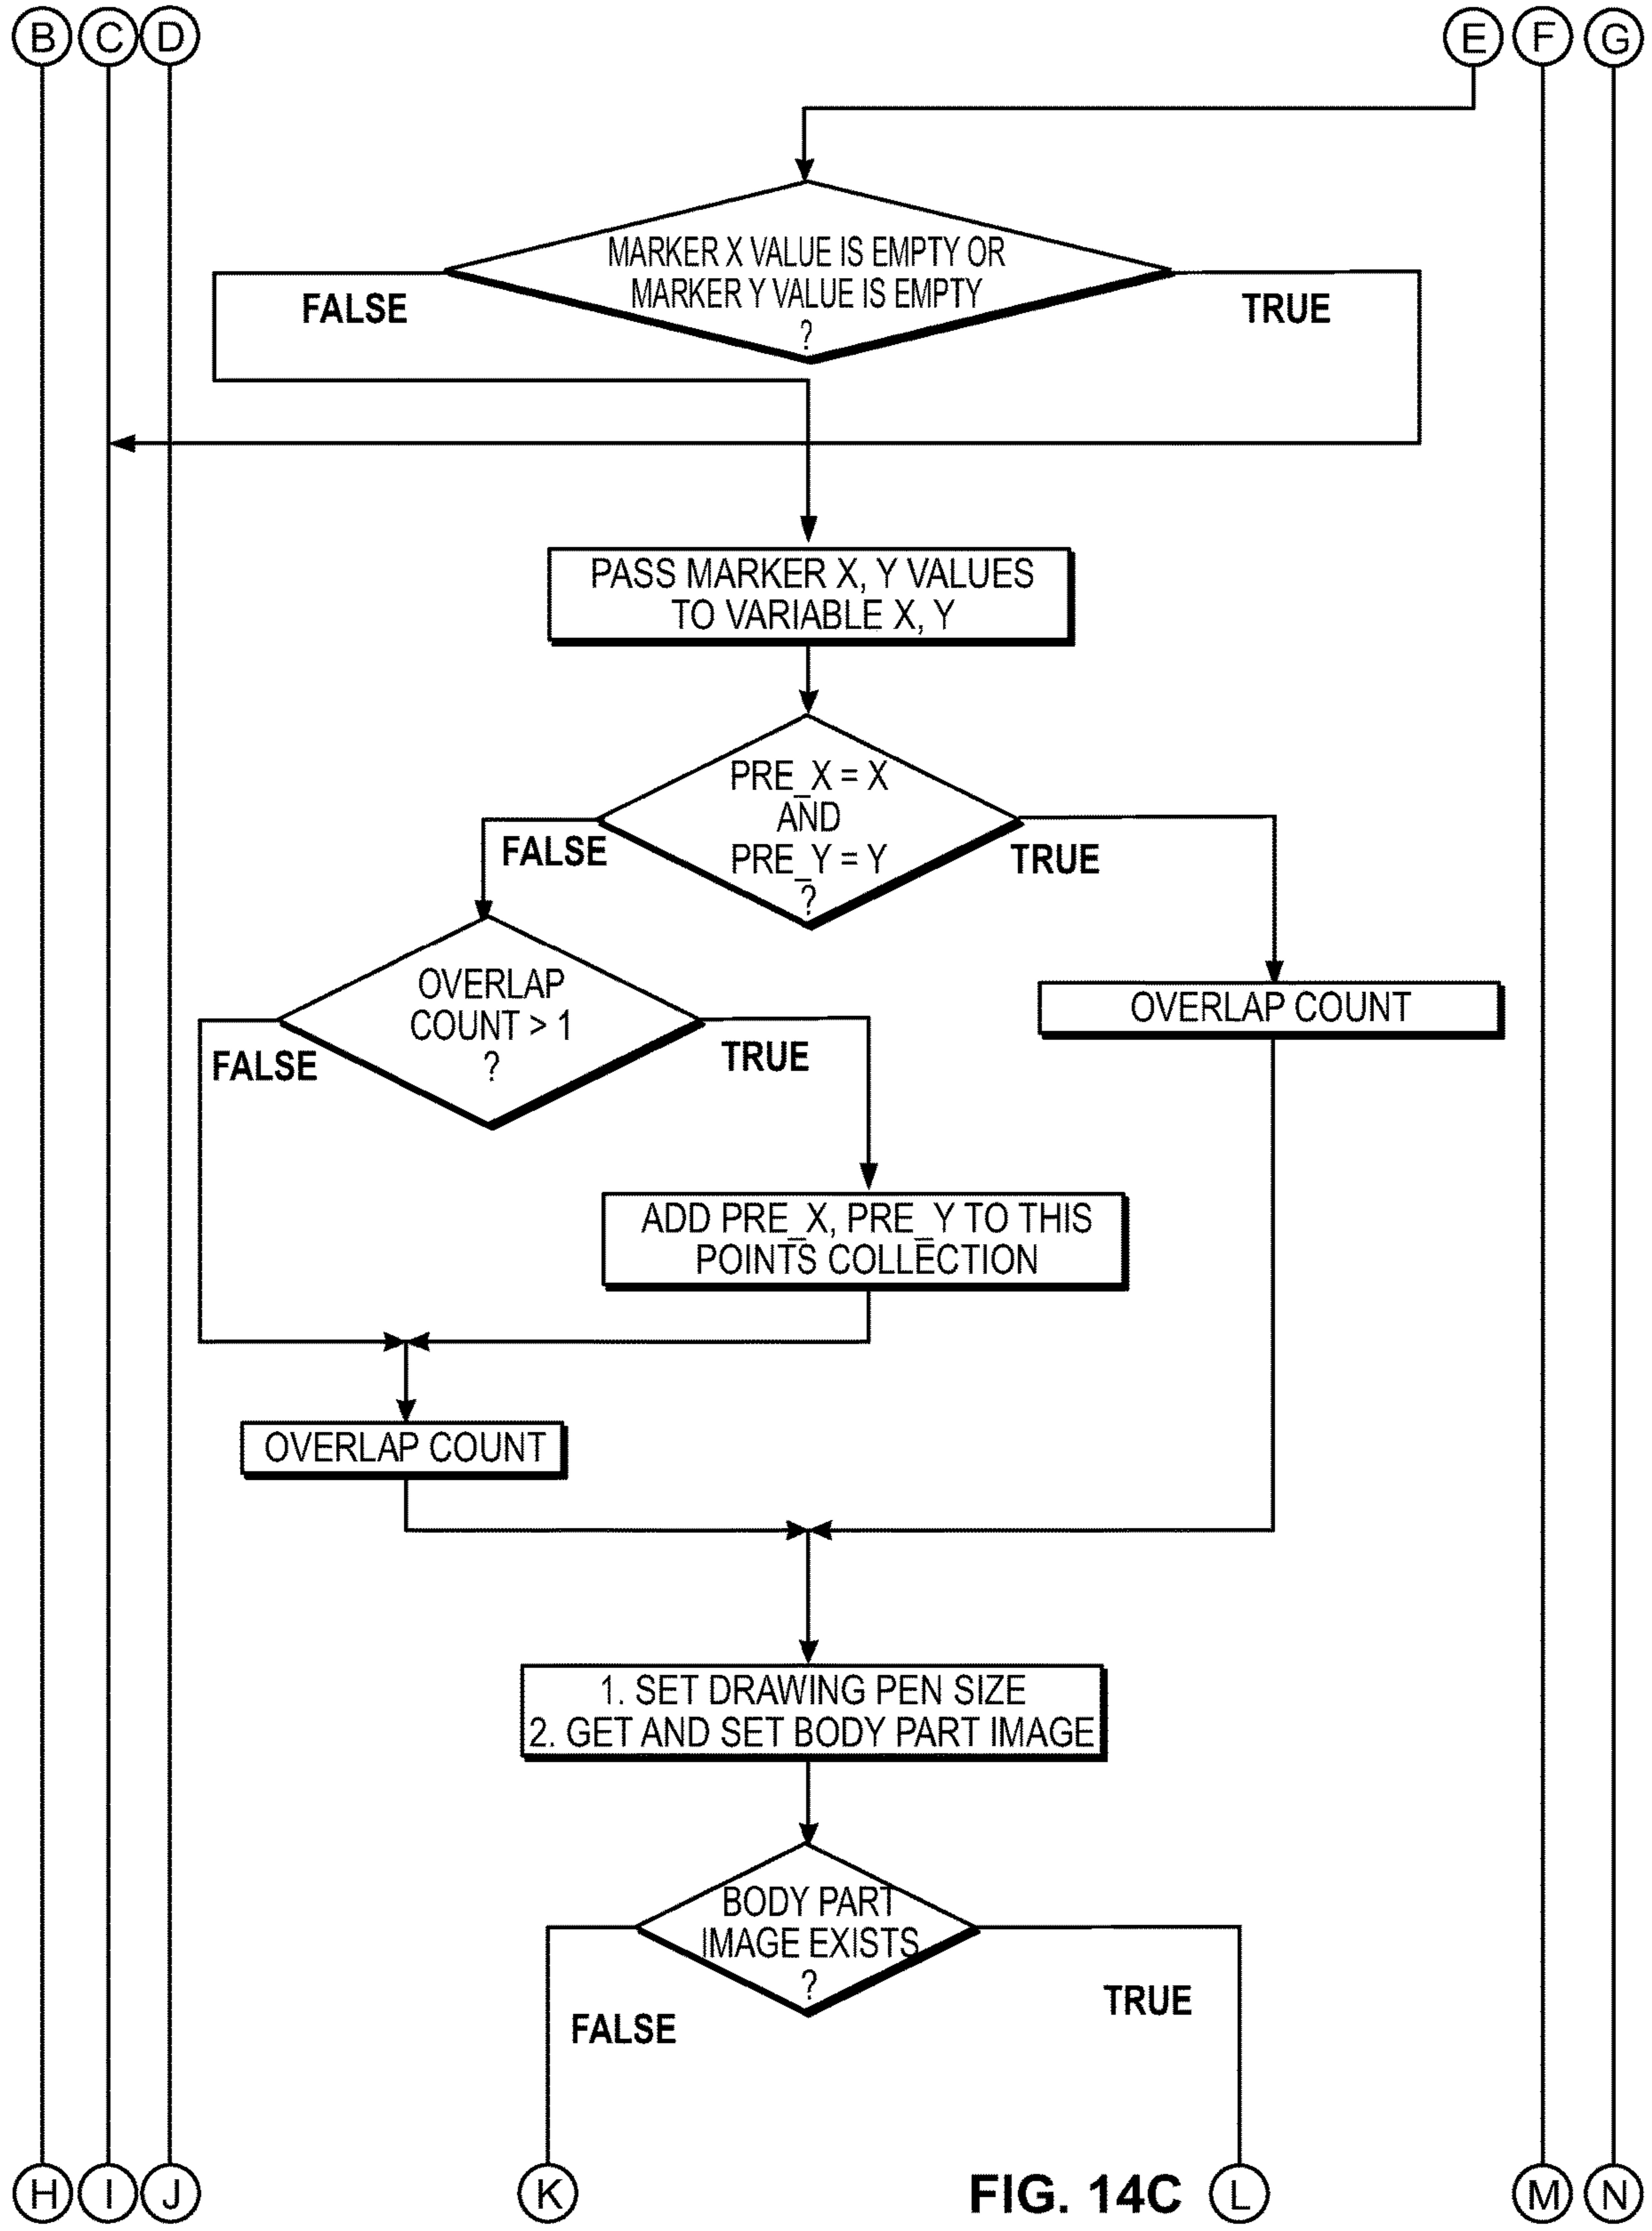 B C D E F G
MARKER X VALUE IS EMPTY OR
MARKER Y VALUE IS EMPTY
?
FALSE
TRUE
PASS MARKER X, Y VALUES
TO VARIABLE X, Y
PRE_X = X
AND
PRE_Y = Y
?
FALSE
TRUE
OVERLAP
COUNT > 1
?
FALSE
TRUE
OVERLAP COUNT
ADD PRE_X, PRE_Y TO THIS
POINTS COLLECTION
OVERLAP COUNT
1. SET DRAWING PEN SIZE
2. GET AND SET BODY PART IMAGE
BODY PART
IMAGE EXISTS
?
FALSE
TRUE
H I J K L M N
FIG. 14C